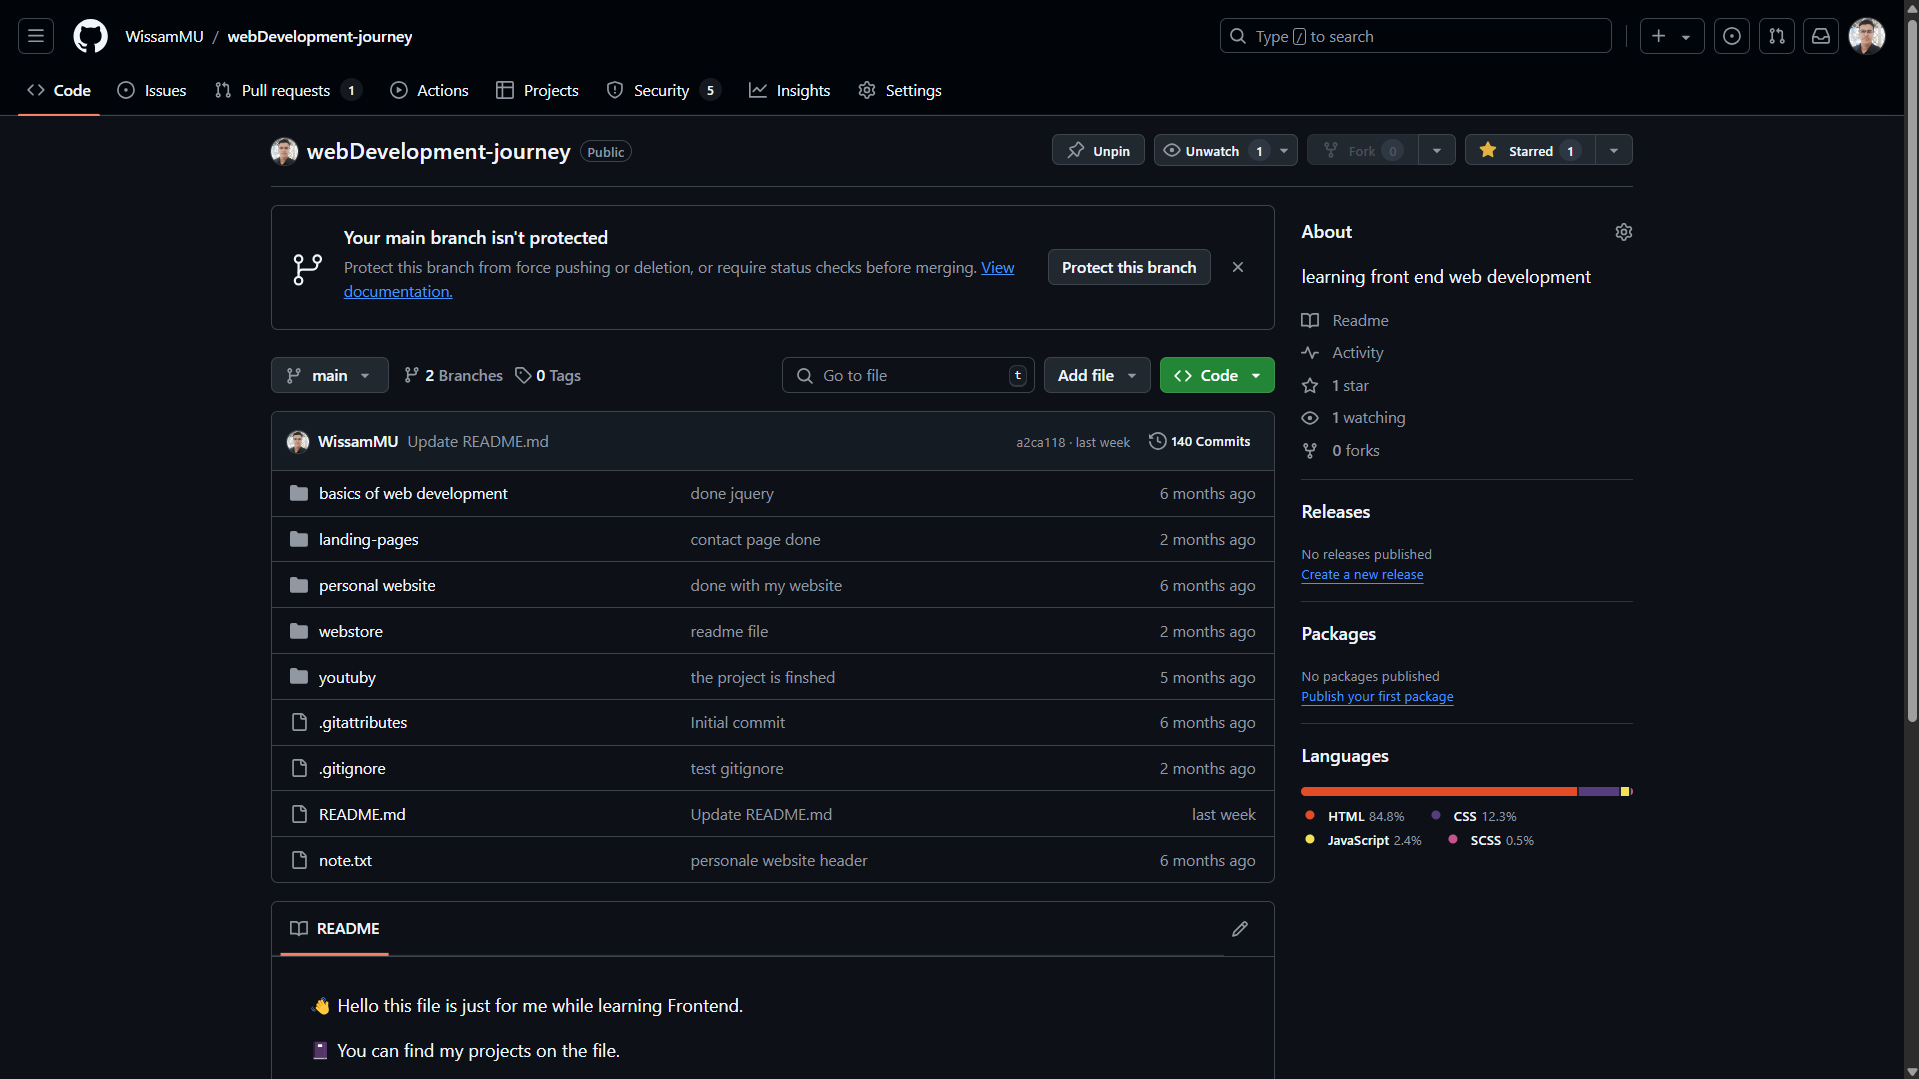 WissamMU / webDevelopment-journey
Type / to search
Code
Issues
Pull requests 1
Actions
Projects
Security 5
Insights
Settings
webDevelopment-journey Public
Unpin
Unwatch 1
Fork 0
Starred 1
Your main branch isn't protected
Protect this branch from force pushing or deletion, or require status checks before merging. View
documentation.
Protect this branch
main
2 Branches
0 Tags
Go to file t
Add file
Code
WissamMU Update README.md a2ca118 · last week 140 Commits
basics of web development done jquery 6 months ago
landing-pages contact page done 2 months ago
personal website done with my website 6 months ago
webstore readme file 2 months ago
youtuby the project is finshed 5 months ago
.gitattributes Initial commit 6 months ago
.gitignore test gitignore 2 months ago
README.md Update README.md last week
note.txt personale website header 6 months ago
README
👋 Hello this file is just for me while learning Frontend.
You can find my projects on the file.
About
learning front end web development
Readme
Activity
1 star
1 watching
0 forks
Releases
No releases published
Create a new release
Packages
No packages published
Publish your first package
Languages
HTML 84.8% CSS 12.3%
JavaScript 2.4% SCSS 0.5%